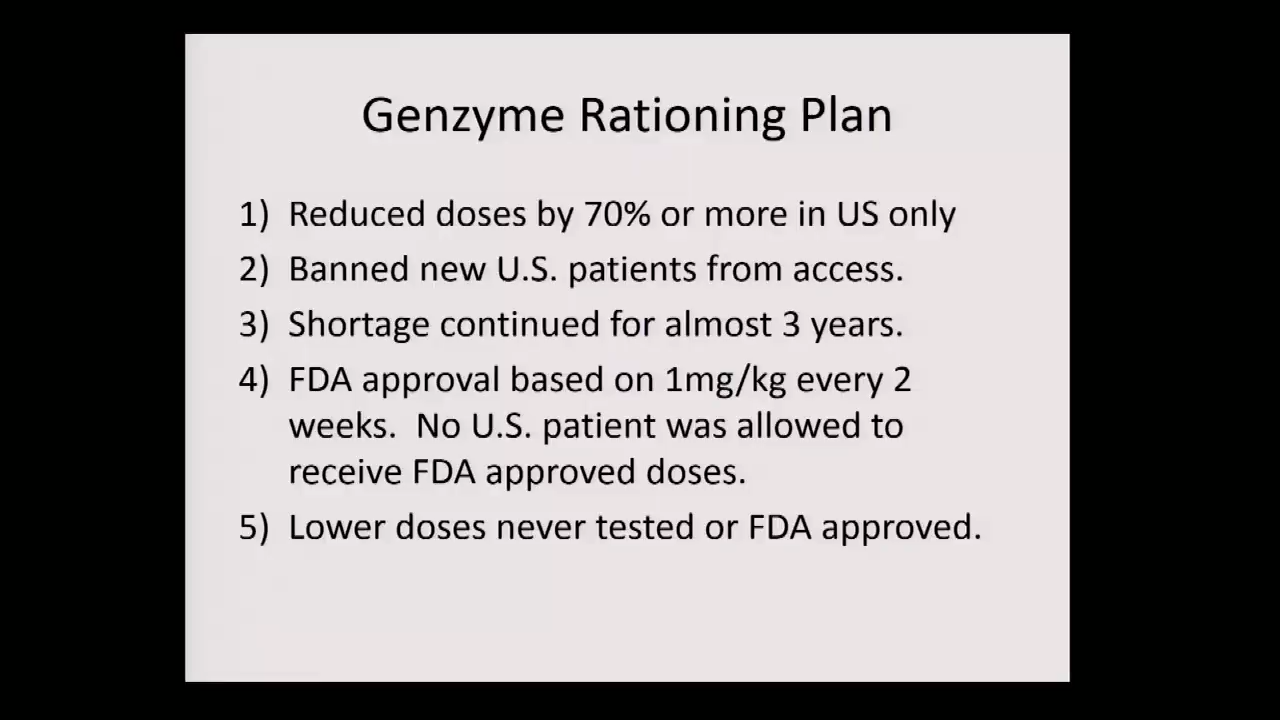 Genzyme Rationing Plan
1) Reduced doses by 70% or more in US only
2) Banned new U.S. patients from access.
3) Shortage continued for almost 3 years.
4) FDA approval based on 1mg/kg every 2
weeks.  No U.S. patient was allowed to
receive FDA approved doses.
5) Lower doses never tested or FDA approved.